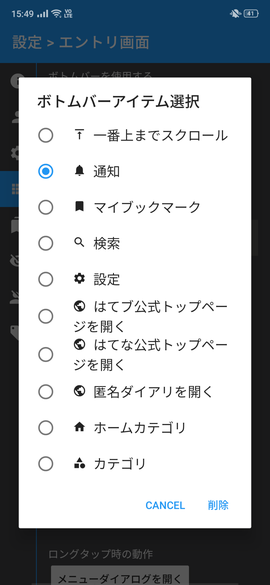 15:49
41
設定 > エントリ画面
ボトムバーを使用する
ボトムバーアイテム選択
一番上までスクロール
通知
マイブックマーク
検索
設定
はてブ公式トップペー
ジを開く
はてな公式トップペー
ジを開く
匿名ダイアリを開く
ホームカテゴリ
カテゴリ
CANCEL 削除
ロングタップ時の動作
メニューダイアログを開く